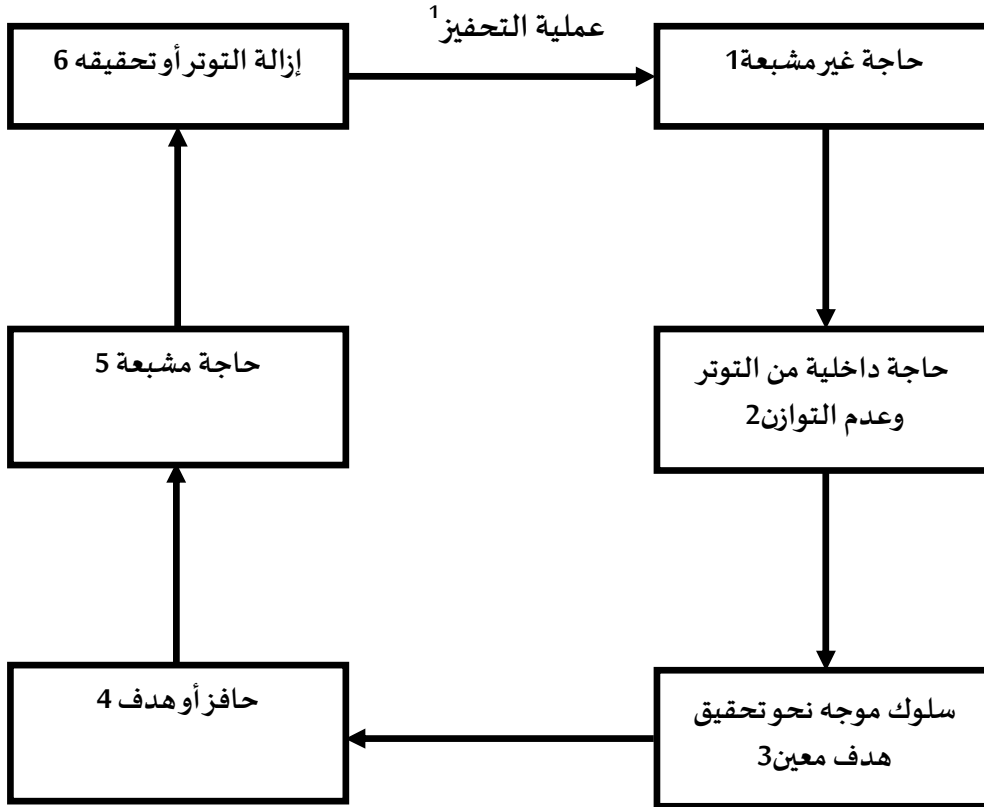 عملية التحفيز¹
حاجة غير مشبعة1
حاجة داخلية من التوتر
وعدم التوازن2
سلوك موجه نحو تحقيق
هدف معين3
حافز أو هدف 4
حاجة مشبعة 5
إزالة التوتر أو تحقيقه 6